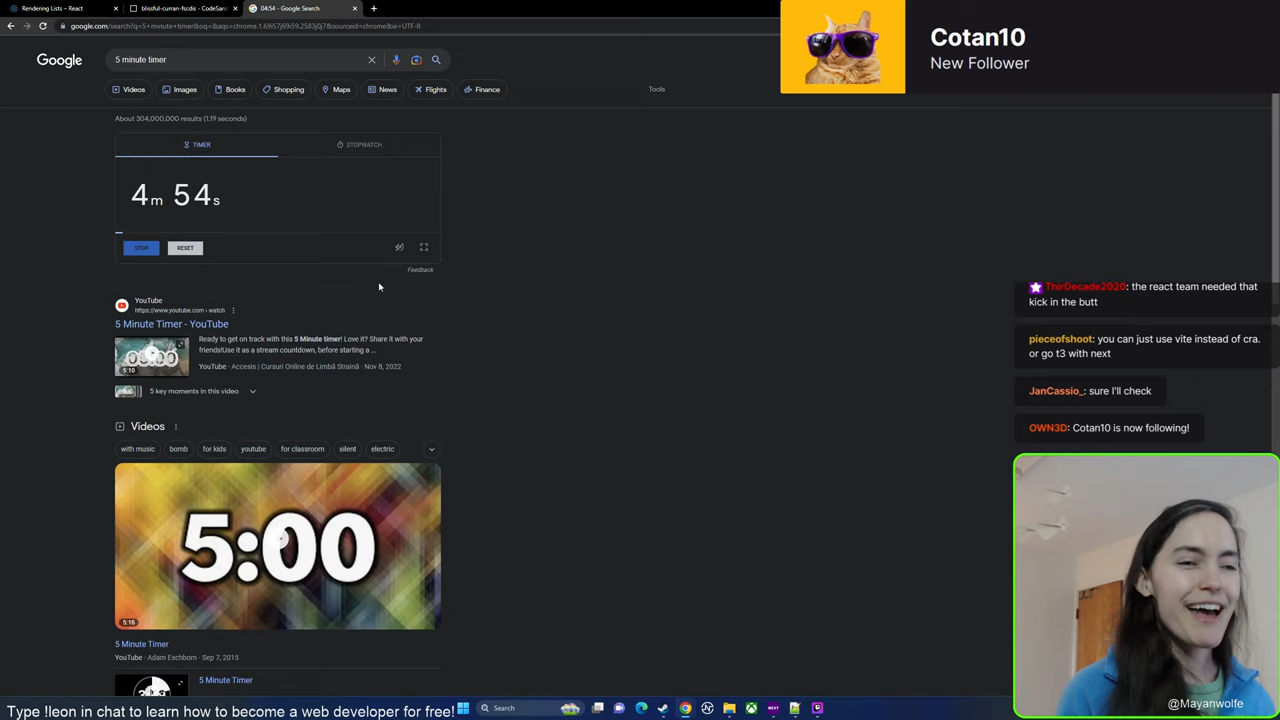 Rendering Lists – React
blissful-curran-fscdis - CodeSand
04:54 - Google Search
google.com/search?q=5+minute+timer&oq=&aqs=chrome.1.69i57j69i59.2583j0j7&sourceid=chrome&ie=UTF-8
Cotan10
New Follower
Google
5 minute timer
Videos
Images
Books
Shopping
Maps
News
Flights
Finance
Tools
About 304,000,000 results (1.19 seconds)
TIMER
STOPWATCH
4m 54s
STOP
RESET
Feedback
YouTube
https://www.youtube.com › watch
5 Minute Timer - YouTube
Ready to get on track with this 5 Minute timer! Love it? Share it with your
friends!Use it as a stream countdown, before starting a ...
5:10
YouTube · Accesis | Cursuri Online de Limbă Straină · Nov 8, 2022
5 key moments in this video
Videos
with music
bomb
for kids
youtube
for classroom
silent
electric
5:00
5:16
5 Minute Timer
YouTube · Adam Eschborn · Sep 7, 2015
5 Minute Timer
ThirDecade2020: the react team needed that
kick in the butt
pieceofshoot: you can just use vite instead of cra.
or go t3 with next
JanCassio_: sure I'll check
OWN3D: Cotan10 is now following!
@Mayanwolfe
Type !leon in chat to learn how to become a web developer for free!
Search